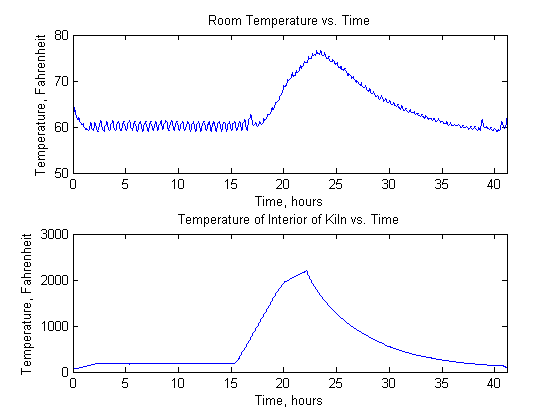 Room Temperature vs. Time
80
70
60
50
Temperature, Fahrenheit
0 5 10 15 20 25 30 35 40
Time, hours
Temperature of Interior of Kiln vs. Time
3000
2000
1000
0
Temperature, Fahrenheit
0 5 10 15 20 25 30 35 40
Time, hours